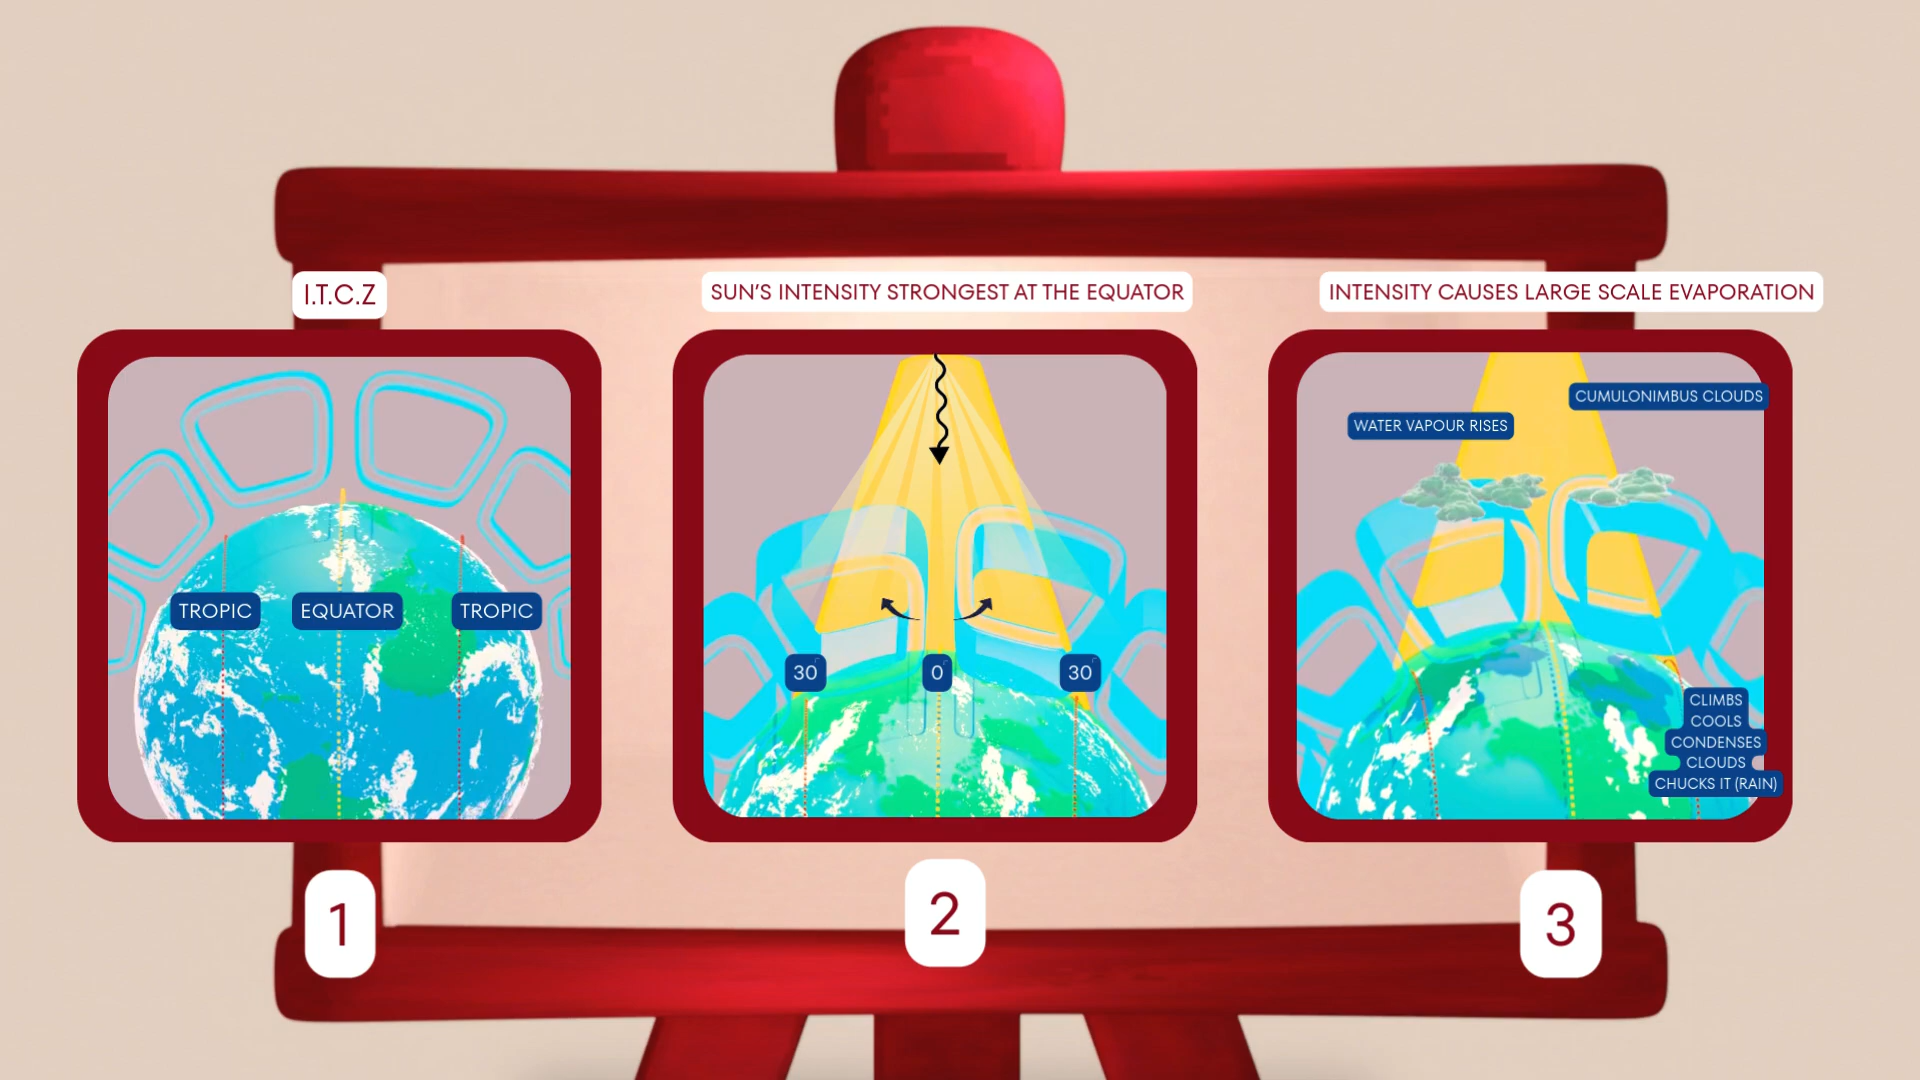 I.T.C.Z
TROPIC
EQUATOR
TROPIC
1
SUN'S INTENSITY STRONGEST AT THE EQUATOR
30°
0°
30°
2
INTENSITY CAUSES LARGE SCALE EVAPORATION
CUMULONIMBUS CLOUDS
WATER VAPOUR RISES
CLIMBS
COOLS
CONDENSES
CLOUDS
CHUCKS IT (RAIN)
3